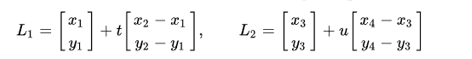 L₁ = [x₁ y₁] + t [x₂ − x₁ y₂ − y₁], L₂ = [x₃ y₃] + u [x₄ − x₃ y₄ − y₃]